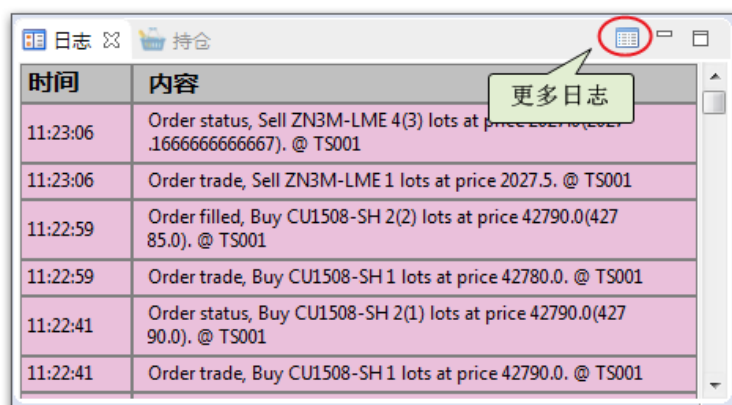 日志 持仓
时间 内容
更多日志
11:23:06 Order status, Sell ZN3M-LME 4(3) lots at
.1666666666667). @ TS001
11:23:06 Order trade, Sell ZN3M-LME 1 lots at price 2027.5. @ TS001
11:22:59 Order filled, Buy CU1508-SH 2(2) lots at price 42790.0(427
85.0). @ TS001
11:22:59 Order trade, Buy CU1508-SH 1 lots at price 42780.0. @ TS001
11:22:41 Order status, Buy CU1508-SH 2(1) lots at price 42790.0(427
90.0). @ TS001
11:22:41 Order trade, Buy CU1508-SH 1 lots at price 42790.0. @ TS001